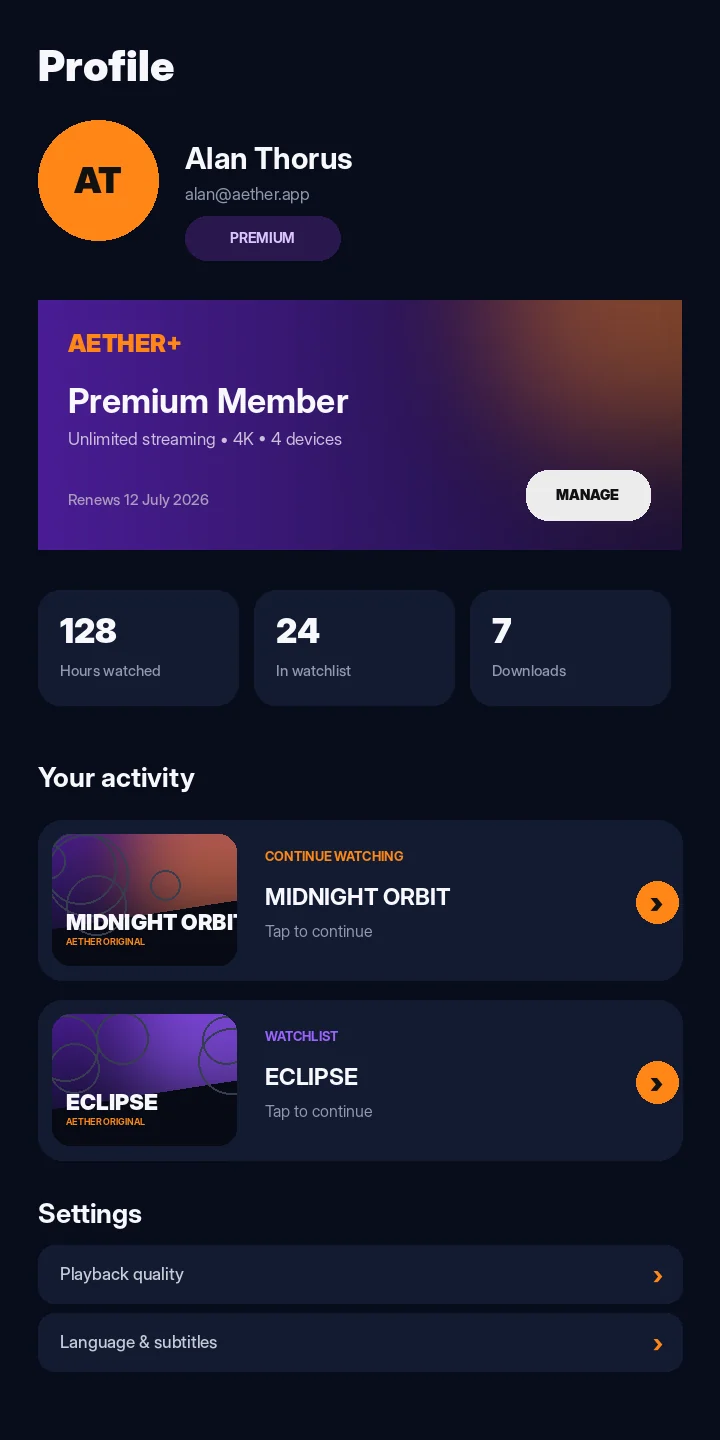 Profile
AT
Alan Thorus
alan@aether.app
PREMIUM
AETHER+
Premium Member
Unlimited streaming • 4K • 4 devices
Renews 12 July 2026
MANAGE
128
Hours watched
24
In watchlist
7
Downloads
Your activity
MIDNIGHT ORBIT
AETHER ORIGINAL
CONTINUE WATCHING
MIDNIGHT ORBIT
Tap to continue
›
ECLIPSE
AETHER ORIGINAL
WATCHLIST
ECLIPSE
Tap to continue
›
Settings
Playback quality ›
Language & subtitles ›